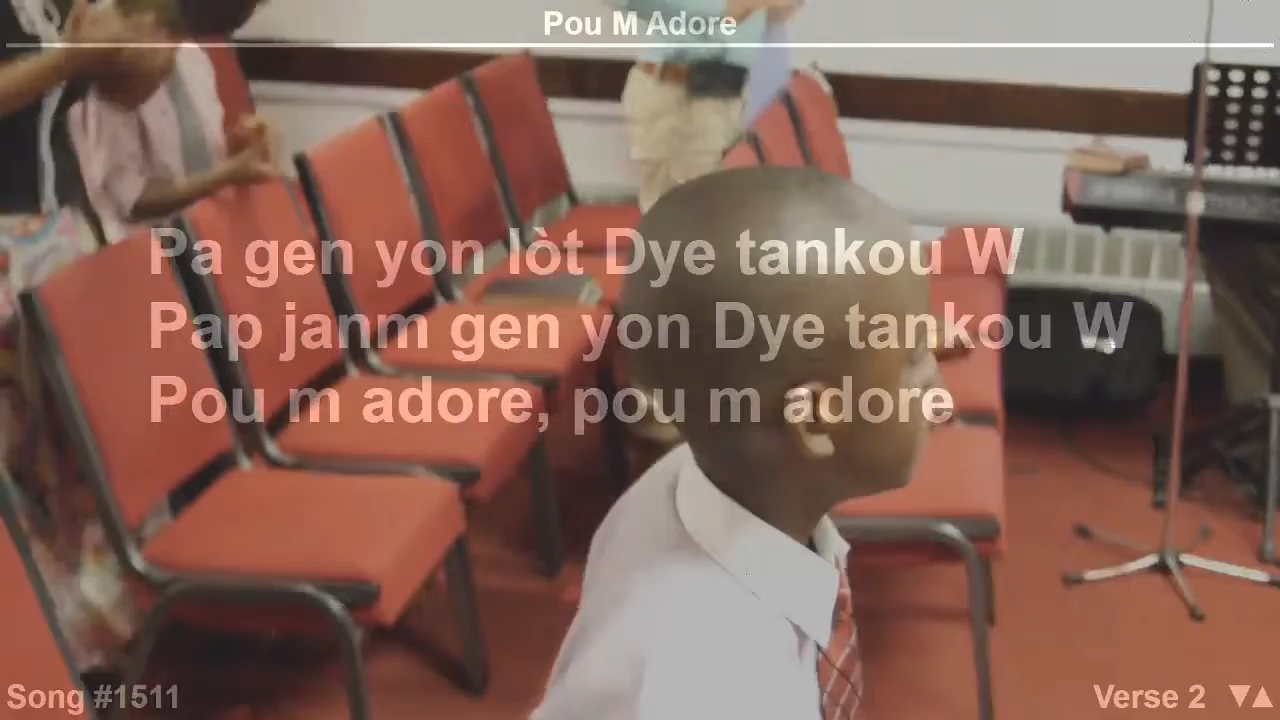 Pou M Adore
Pa gen yon lòt Dye tankou W
Pap janm gen yon Dye tankou W
Pou m adore, pou m adore
Song #1511
Verse 2 ▼▲